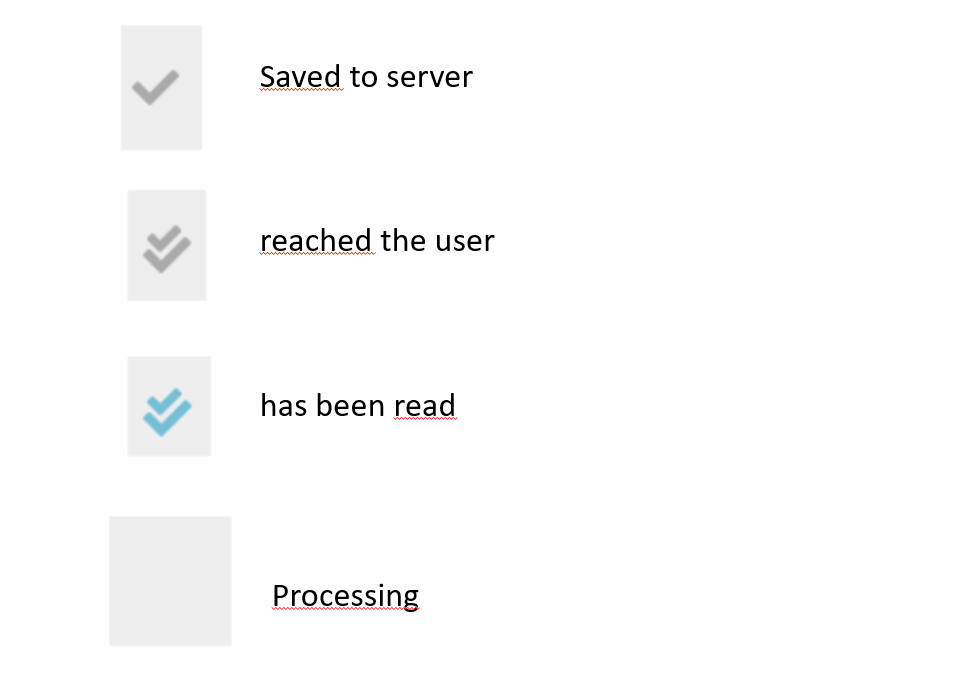 Saved to server
reached the user
has been read
Processing